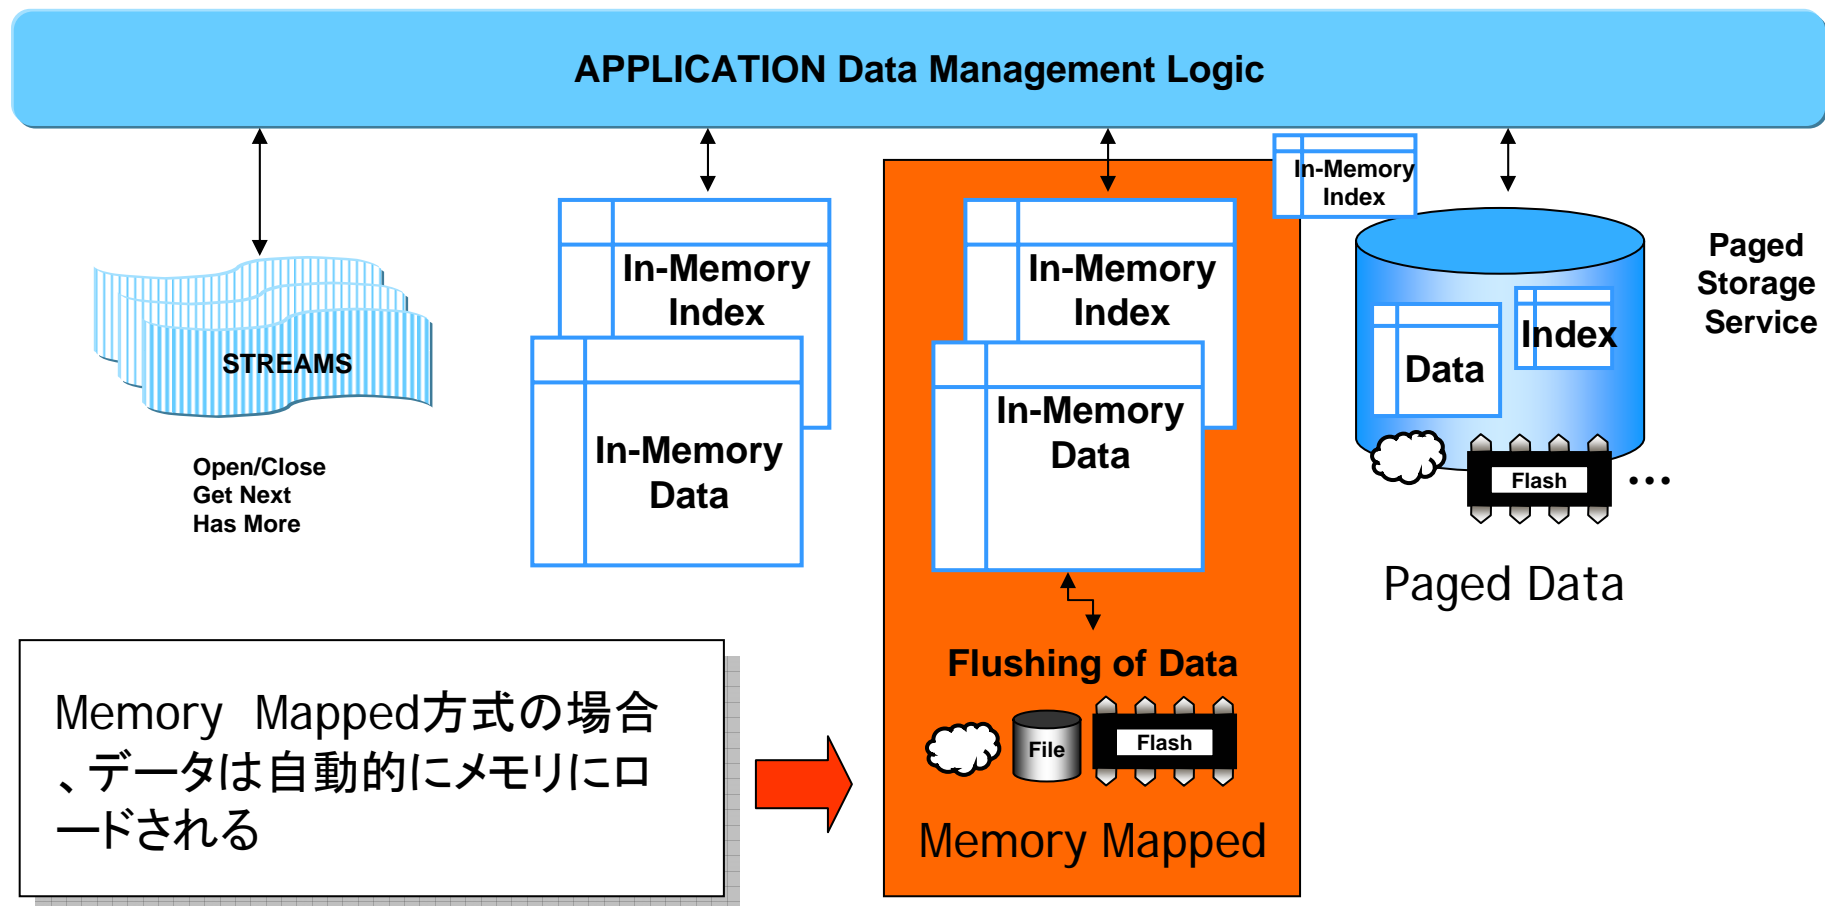 APPLICATION Data Management Logic
STREAMS
Open/Close
Get Next
Has More
In-Memory
Index
In-Memory
Data
In-Memory
Index
In-Memory
Data
Flushing of Data
File
Flash
Memory Mapped
In-Memory
Index
Data
Index
Flash
...
Paged Data
Paged
Storage
Service
Memory　Mapped方式の場合
、データは自動的にメモリにロ
ードされる